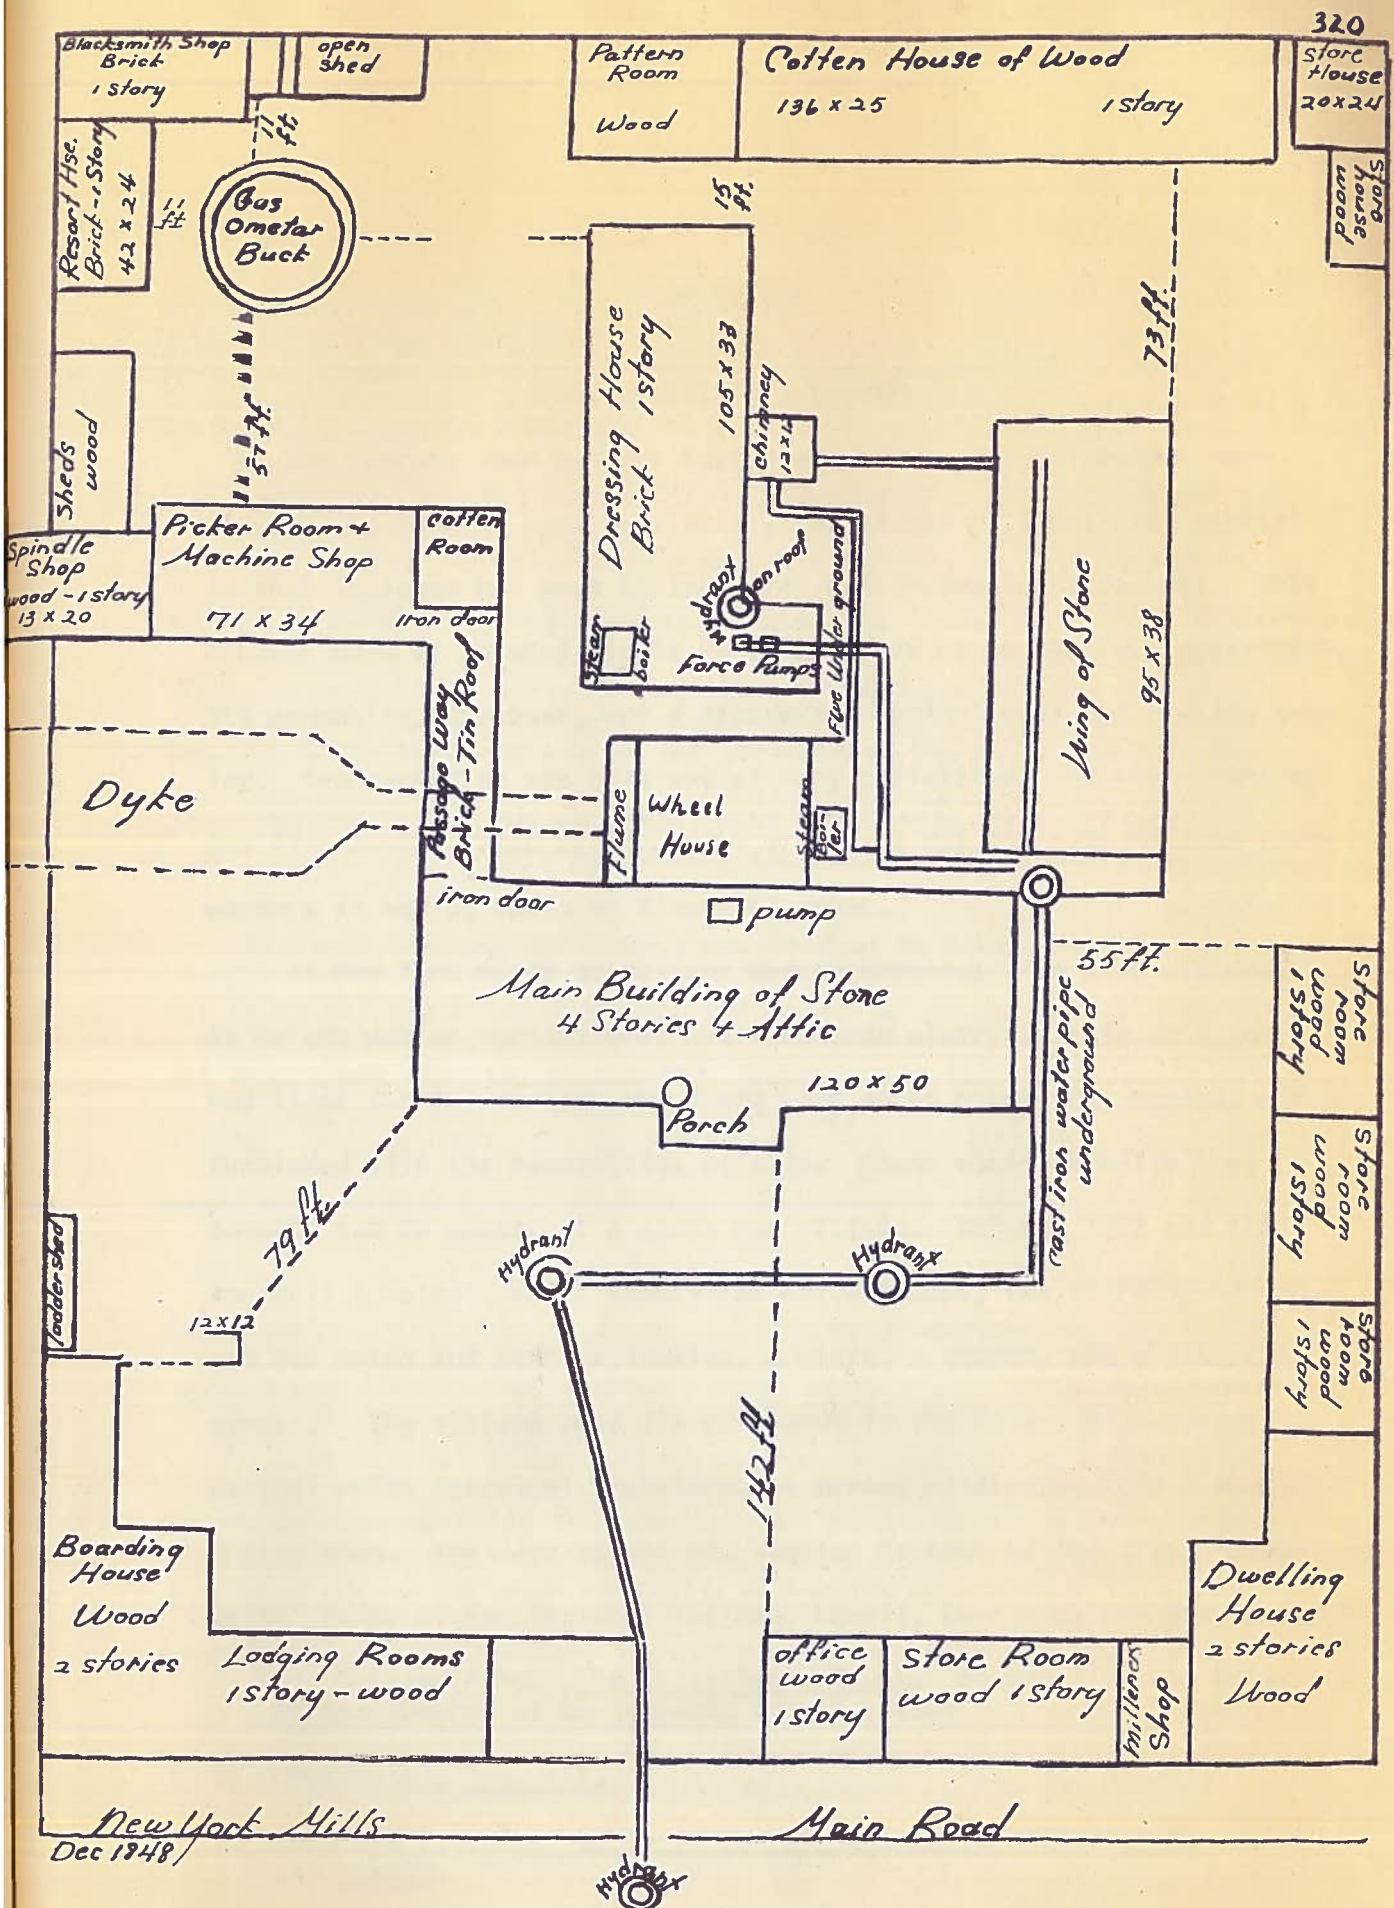 320
Blacksmith Shop
Brick
1 story
open
shed
Pattern
Room
Wood
Cotten House of Wood
136 x 25
1 story
Store
House
20x24
Store
house
wood
Resort Hse.
Brick-1 Story
42 x 24
11
ft
11
ft.
Gas
Ometar
Buck
15
ft.
73 ft.
57 ft.
Sheds
wood
Dressing House
Brick 1 story
105 x 33
chimney
12x12
Spindle
Shop
wood - 1 story
13 x 20
Picker Room +
Machine Shop
71 x 34
cotten
Room
iron door
Hydrant
iron roof
Steam
boiler
Force Pumps
Flue Under ground
Wing of Stone
95 x 38
Passage Way
Brick - Tin Roof
Dyke
Flume
Wheel
House
Steam
Boi-
ler
iron door
pump
55 ft.
Main Building of Stone
4 Stories + Attic
120 x 50
Porch
cast iron water pipe
underground
Store
room
wood
1 story
Store
room
wood
1 story
Store
room
wood
1 story
79 ft.
Hydrant
Hydrant
ladder shed
12x12
142 ft
Boarding
House
Wood
2 stories
Lodging Rooms
1 story - wood
office
wood
1 story
Store Room
wood 1 story
milleners
Shop
Dwelling
House
2 stories
Wood
New York Mills
Dec 1848
Main Road
Hydrant